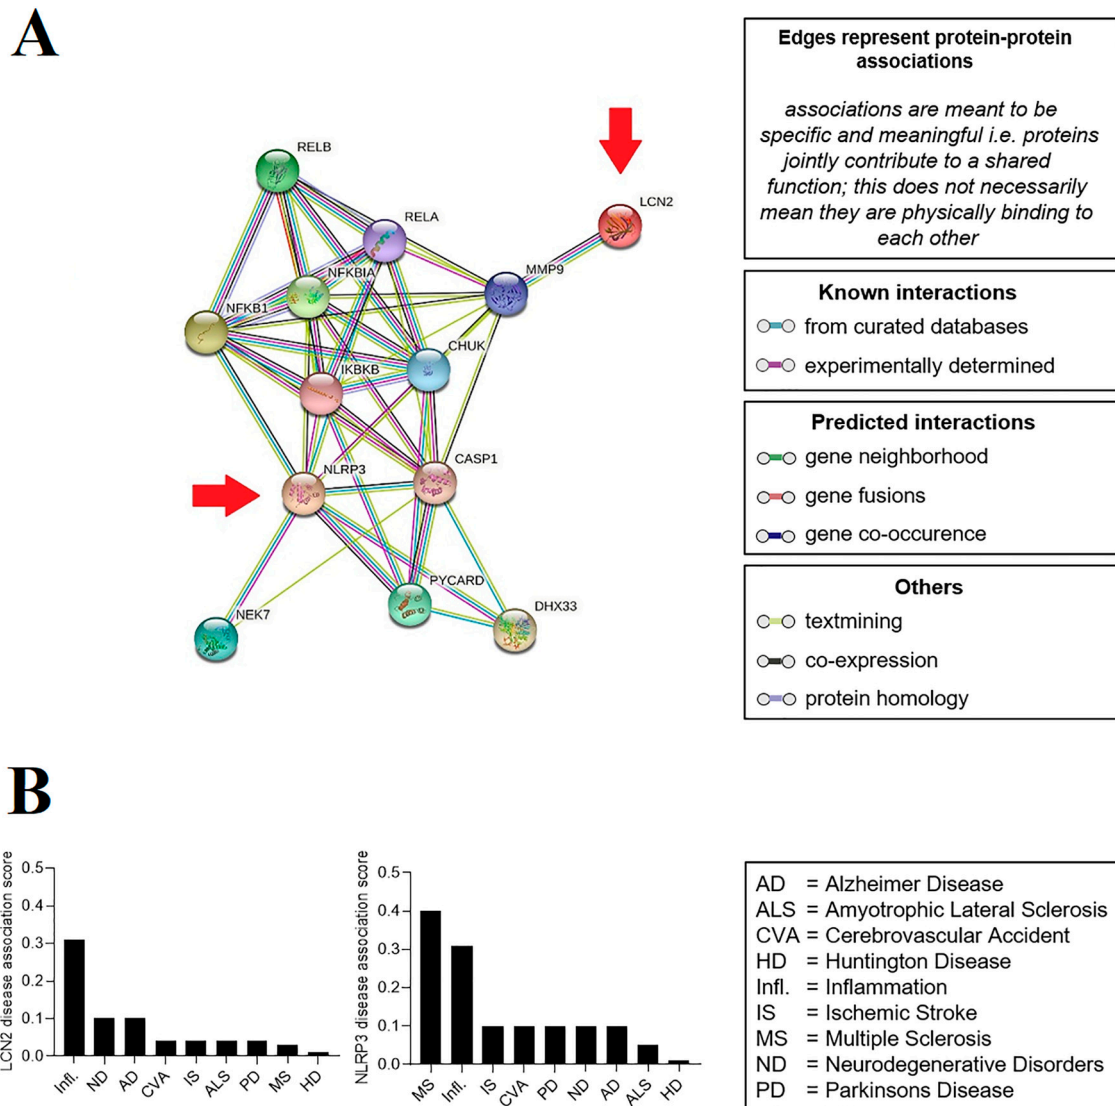 A
RELB
LCN2
RELA
MMP9
NFKBIA
NFKB1
CHUK
IKBKB
CASP1
NLRP3
PYCARD
NEK7
DHX33
Edges represent protein-protein
associations
associations are meant to be
specific and meaningful i.e. proteins
jointly contribute to a shared
function; this does not necessarily
mean they are physically binding to
each other
Known interactions
from curated databases
experimentally determined
Predicted interactions
gene neighborhood
gene fusions
gene co-occurence
Others
textmining
co-expression
protein homology
B
LCN2 disease association score
0.5
0.4
0.3
0.2
0.1
0.0
Infl. ND AD CVA IS ALS PD MS HD
NLRP3 disease association score
0.5
0.4
0.3
0.2
0.1
0.0
MS Infl. IS CVA PD ND AD ALS HD
AD = Alzheimer Disease
ALS = Amyotrophic Lateral Sclerosis
CVA = Cerebrovascular Accident
HD = Huntington Disease
Infl. = Inflammation
IS = Ischemic Stroke
MS = Multiple Sclerosis
ND = Neurodegenerative Disorders
PD = Parkinsons Disease